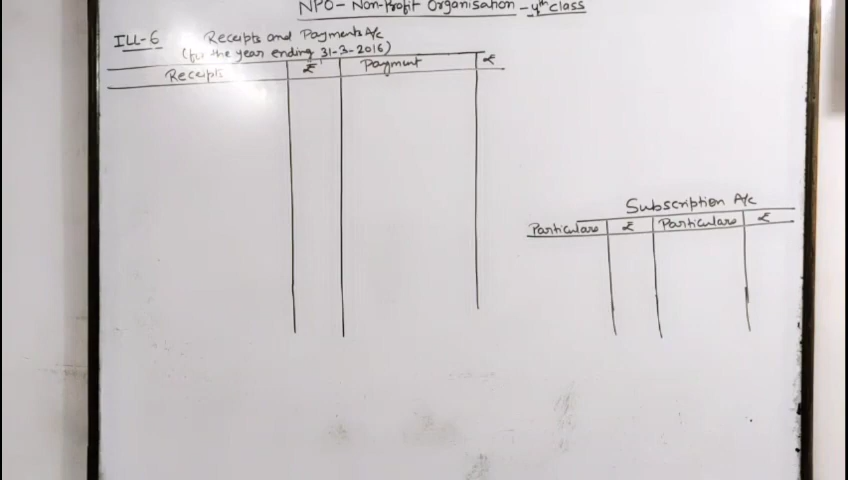 NPO - Non-Profit Organisation - 4th class
ILL-6 Receipts and Payments A/c
(for the year ending 31-3-2016)
Receipts ₹ Payment ₹
Subscription A/c
Particulars ₹ Particulars ₹